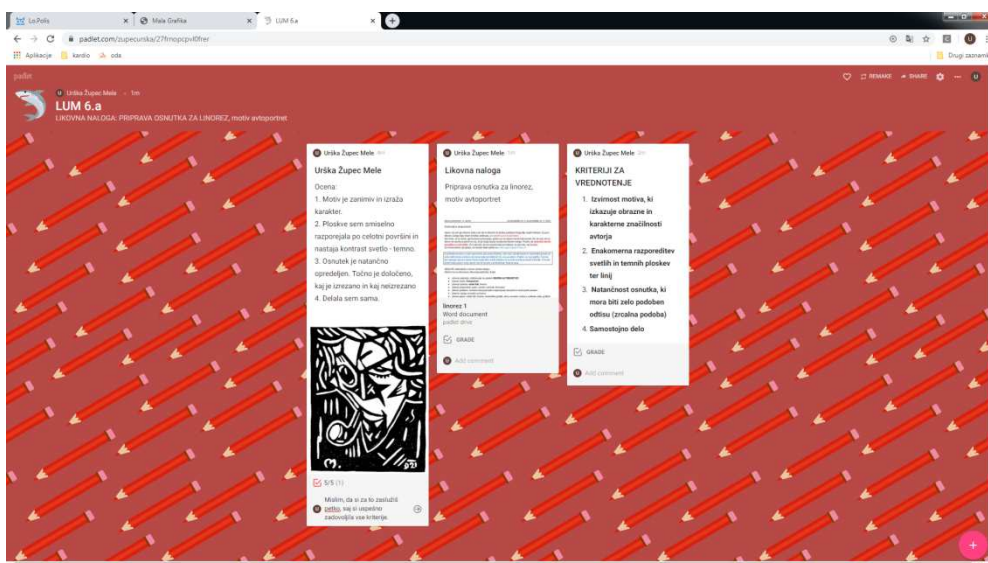 Lo.Polis
Mala Grafika
LUM 6.a
padlet.com/zupecurska/27fmopcpvl0frer
Aplikacije
kardio
oda
Drugi zaznamki
padlet
REMAKE
SHARE
Urška Župec Mele 1m
LUM 6.a
LIKOVNA NALOGA: PRIPRAVA OSNUTKA ZA LINOREZ, motiv avtoportret
Urška Župec Mele
Urška Župec Mele
Ocena:
1. Motiv je zanimiv in izraža
karakter.
2. Ploskve sem smiselno
razporejala po celotni površini in
nastaja kontrast svetlo - temno.
3. Osnutek je natančno
opredeljen. Točno je določeno,
kaj je izrezano in kaj neizrezano
4. Delala sem sama.
5/5 (1)
Mislim, da si za to zaslužiš
petko, saj si uspešno
zadovoljila vse kriterije.
Urška Župec Mele
Likovna naloga
Priprava osnutka za linorez,
motiv avtoportret
linorez 1
Word document
padlet drive
GRADE
Add comment
Urška Župec Mele
KRITERIJI ZA
VREDNOTENJE
1. Izvirnost motiva, ki
izkazuje obrazne in
karakterne značilnosti
avtorja
2. Enakomerna razporeditev
svetlih in temnih ploskev
ter linij
3. Natančnost osnutka, ki
mora biti zelo podoben
odtisu (zrcalna podoba)
4. Samostojno delo
GRADE
Add comment